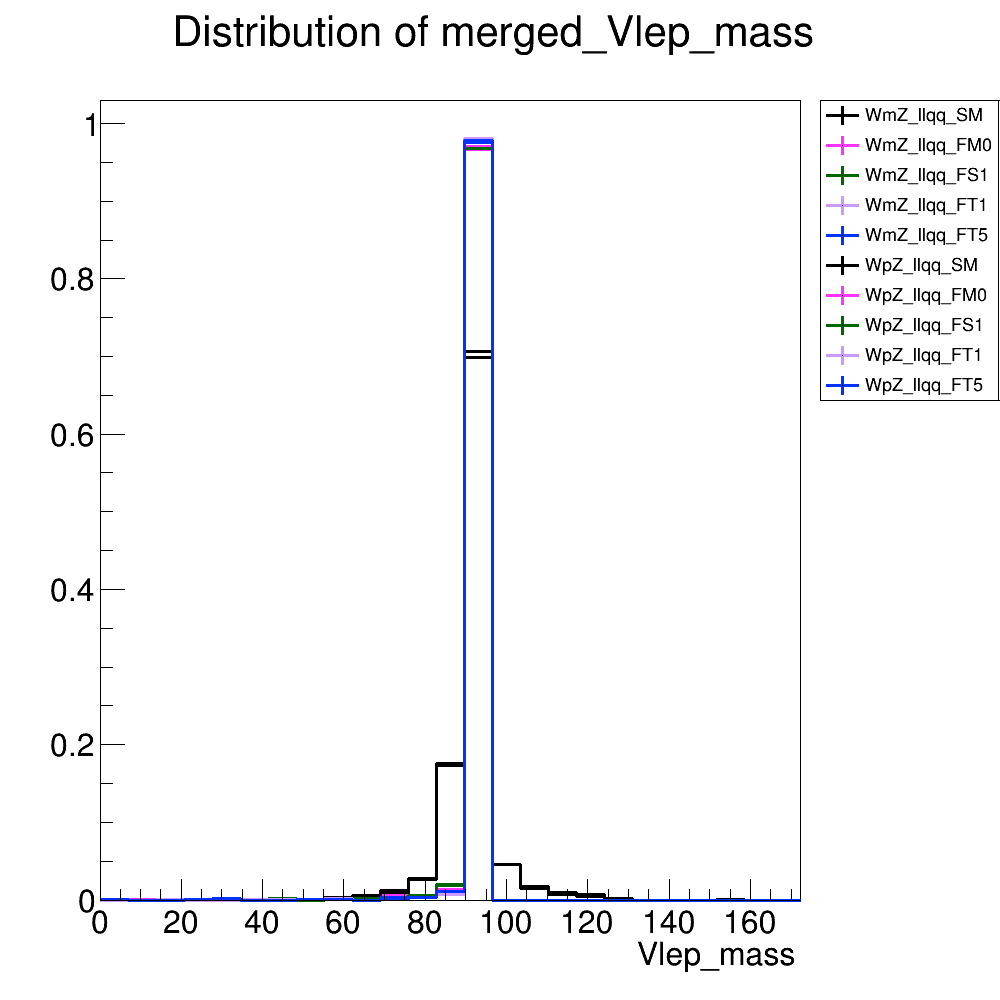 Distribution of merged_Vlep_mass
1
0.8
0.6
0.4
0.2
0
0 20 40 60 80 100 120 140 160
Vlep_mass
WmZ_llqq_SM
WmZ_llqq_FM0
WmZ_llqq_FS1
WmZ_llqq_FT1
WmZ_llqq_FT5
WpZ_llqq_SM
WpZ_llqq_FM0
WpZ_llqq_FS1
WpZ_llqq_FT1
WpZ_llqq_FT5